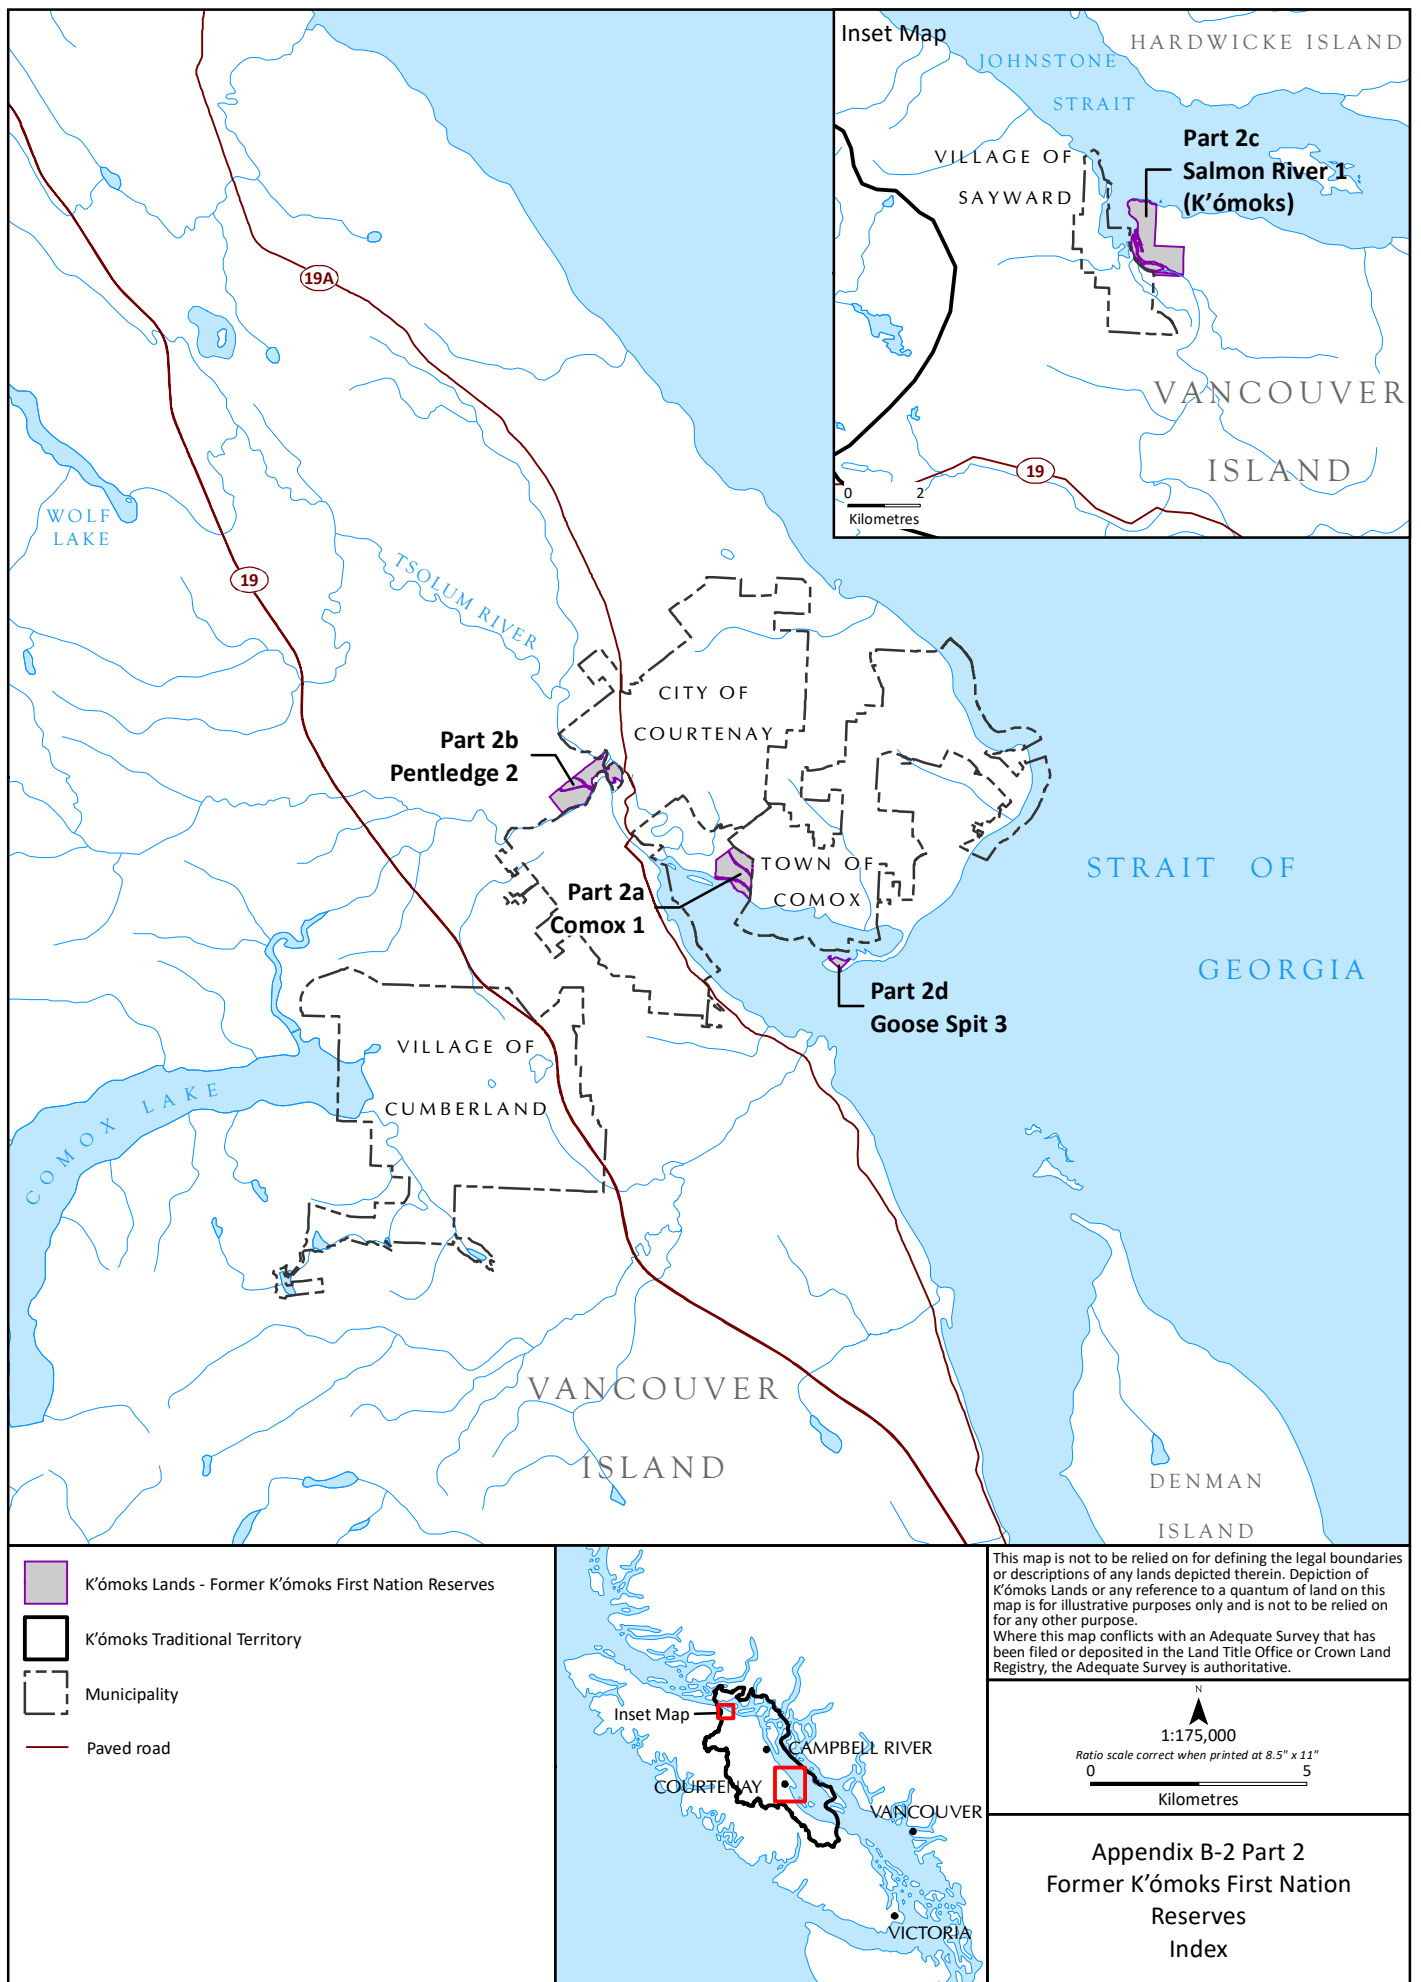 Inset Map
HARDWICKE ISLAND
JOHNSTONE
STRAIT
Part 2c
Salmon River 1
(K'ómoks)
VILLAGE OF
SAYWARD
VANCOUVER
ISLAND
19
0 2
Kilometres
19A
WOLF
LAKE
19
TSOLUM RIVER
CITY OF
COURTENAY
Part 2b
Pentledge 2
Part 2a
Comox 1
TOWN OF
COMOX
STRAIT OF
GEORGIA
Part 2d
Goose Spit 3
VILLAGE OF
CUMBERLAND
COMOX LAKE
VANCOUVER
ISLAND
DENMAN
ISLAND
K'ómoks Lands - Former K'ómoks First Nation Reserves
K'ómoks Traditional Territory
Municipality
Paved road
Inset Map
CAMPBELL RIVER
COURTENAY
VANCOUVER
VICTORIA
This map is not to be relied on for defining the legal boundaries
or descriptions of any lands depicted therein. Depiction of
K'ómoks Lands or any reference to a quantum of land on this
map is for illustrative purposes only and is not to be relied on
for any other purpose.
Where this map conflicts with an Adequate Survey that has
been filed or deposited in the Land Title Office or Crown Land
Registry, the Adequate Survey is authoritative.
N
1:175,000
Ratio scale correct when printed at 8.5" x 11"
0 5
Kilometres
Appendix B-2 Part 2
Former K'ómoks First Nation
Reserves
Index